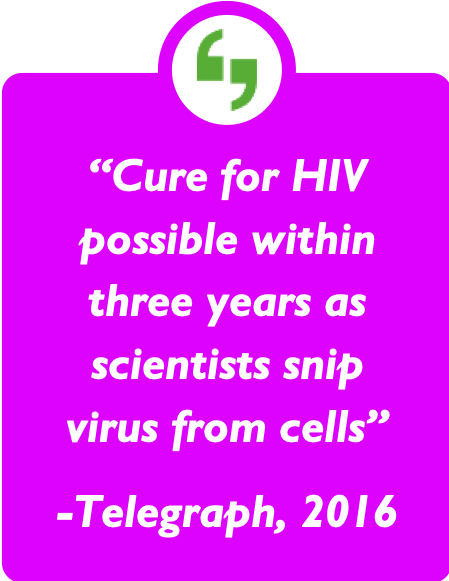 “Cure for HIV
possible within
three years as
scientists snip
virus from cells”
-Telegraph, 2016